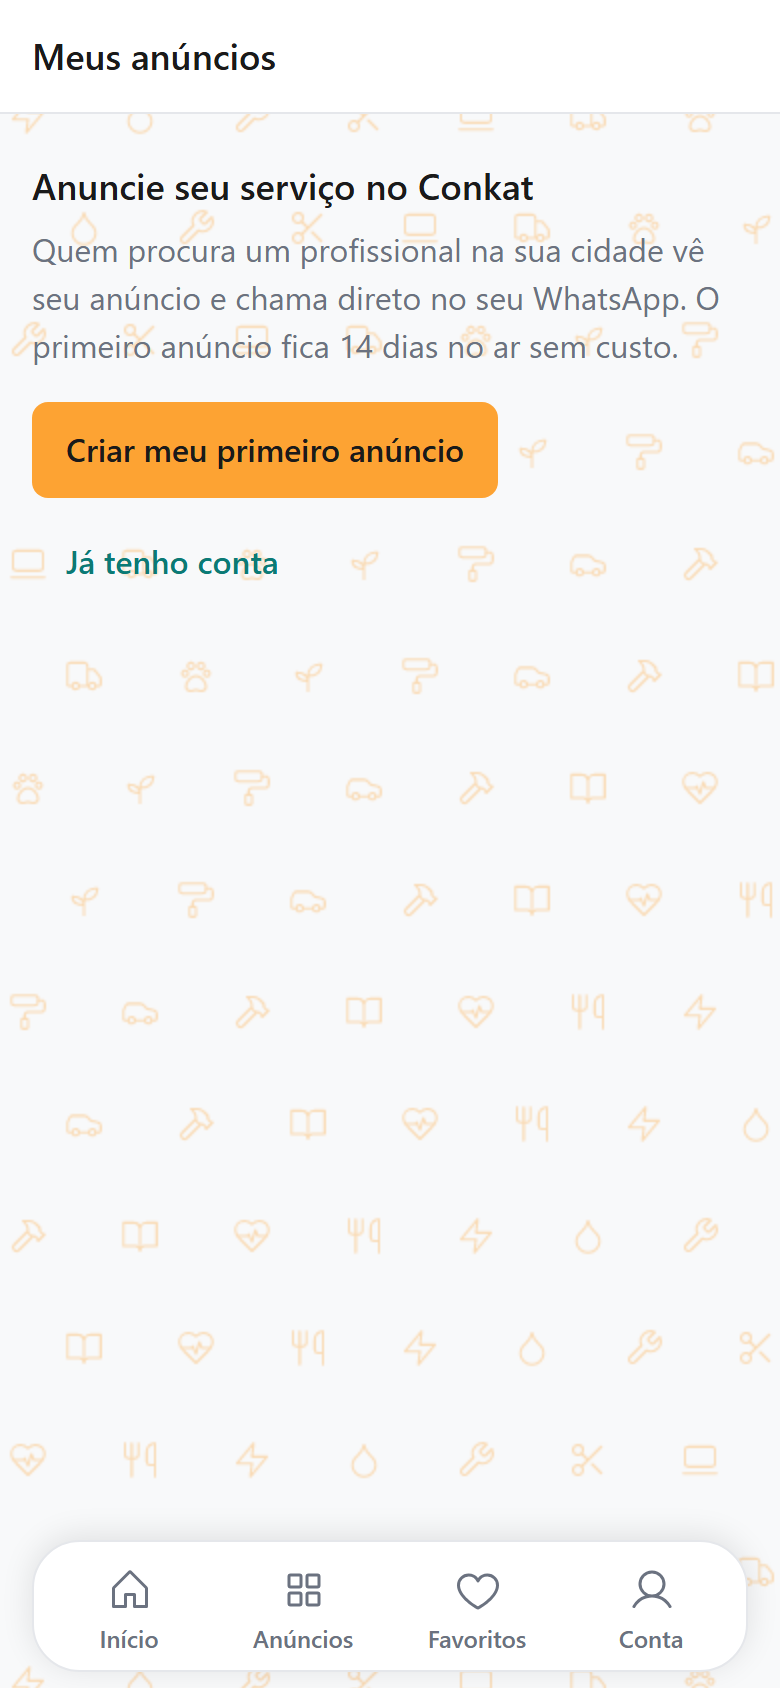 Meus anúncios
Anuncie seu serviço no Conkat
Quem procura um profissional na sua cidade vê
seu anúncio e chama direto no seu WhatsApp. O
primeiro anúncio fica 14 dias no ar sem custo.
Criar meu primeiro anúncio
Já tenho conta
Início
Anúncios
Favoritos
Conta